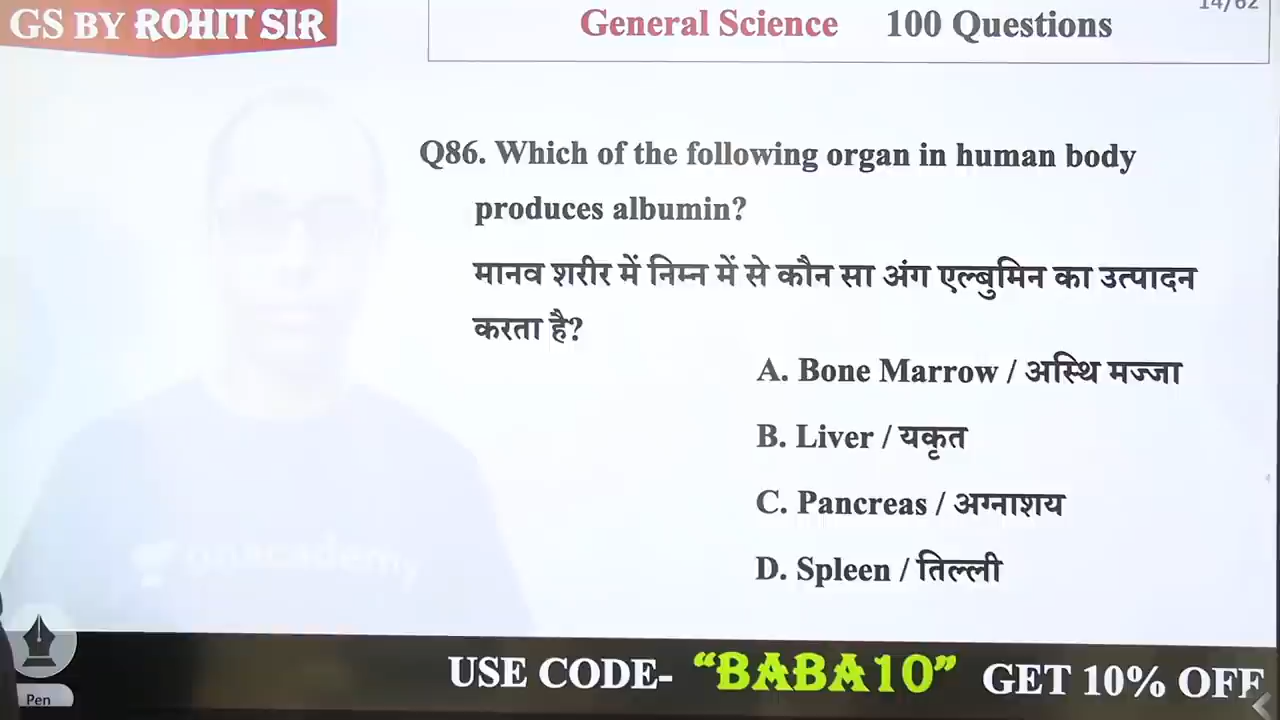 GS BY ROHIT SIR
General Science 100 Questions
14/62
Q86. Which of the following organ in human body
produces albumin?
मानव शरीर में निम्न में से कौन सा अंग एल्बुमिन का उत्पादन
करता है?
A. Bone Marrow / अस्थि मज्जा
B. Liver / यकृत
C. Pancreas / अग्नाशय
D. Spleen / तिल्ली
unacademy
Pen
USE CODE- “BABA10” GET 10% OFF